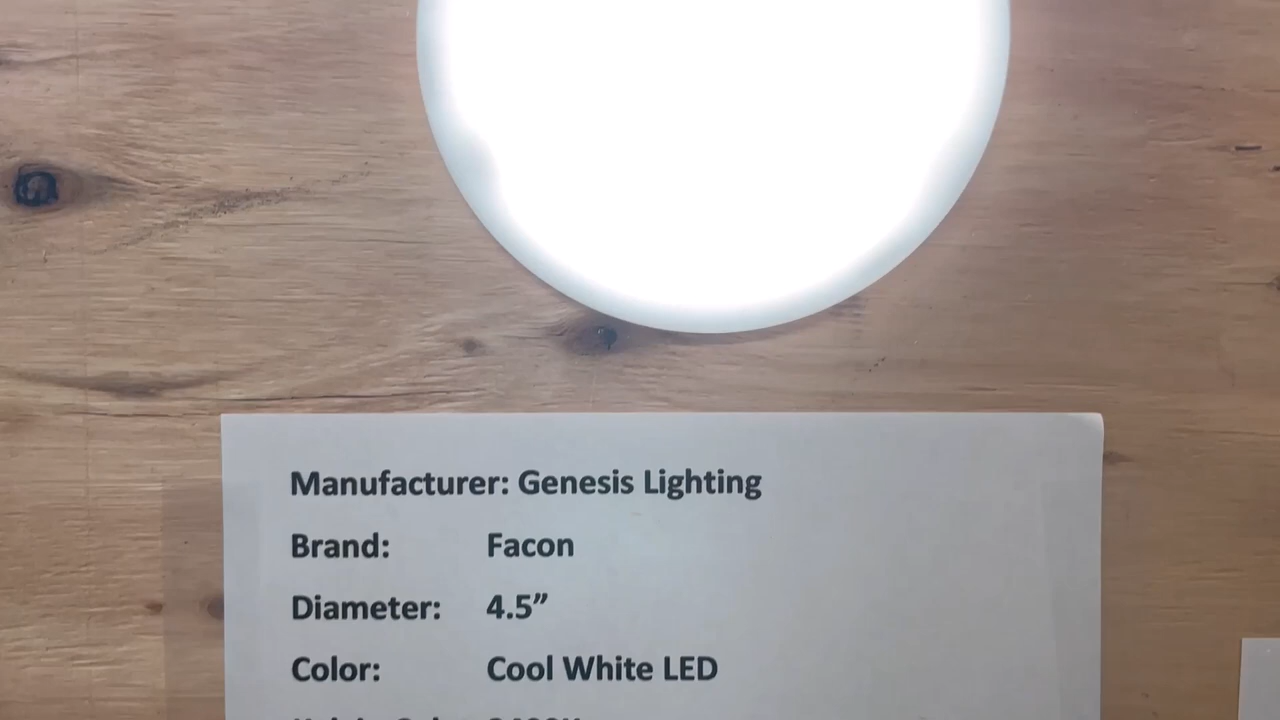 Manufacturer: Genesis Lighting
Brand: Facon
Diameter: 4.5”
Color: Cool White LED